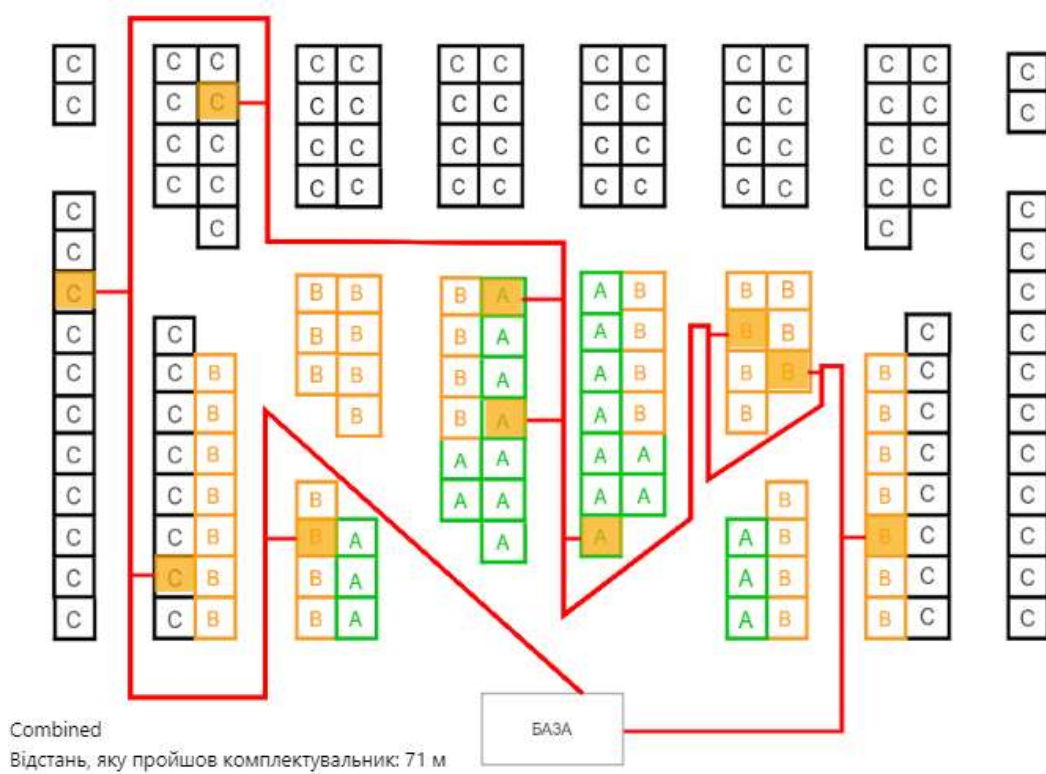 C C C C C C C C C C C C C C
C C C C C C C C C C C C C C
C C C C C C C C C C C C
C C C C C C C C C C C C
C C
C C
C C
C B B B A A B B B C
C C B B B A A B B B C C
C C B B B B A A B B B B C C
C C B B B A A B B B C C
C C B A A A A B C C
C C B B A A A A B B C C
C C B B A A A A B B C C
C C B B A A B B C C
C C B B A A B B C C
БАЗА
Combined
Відстань, яку пройшов комплектувальник: 71 м